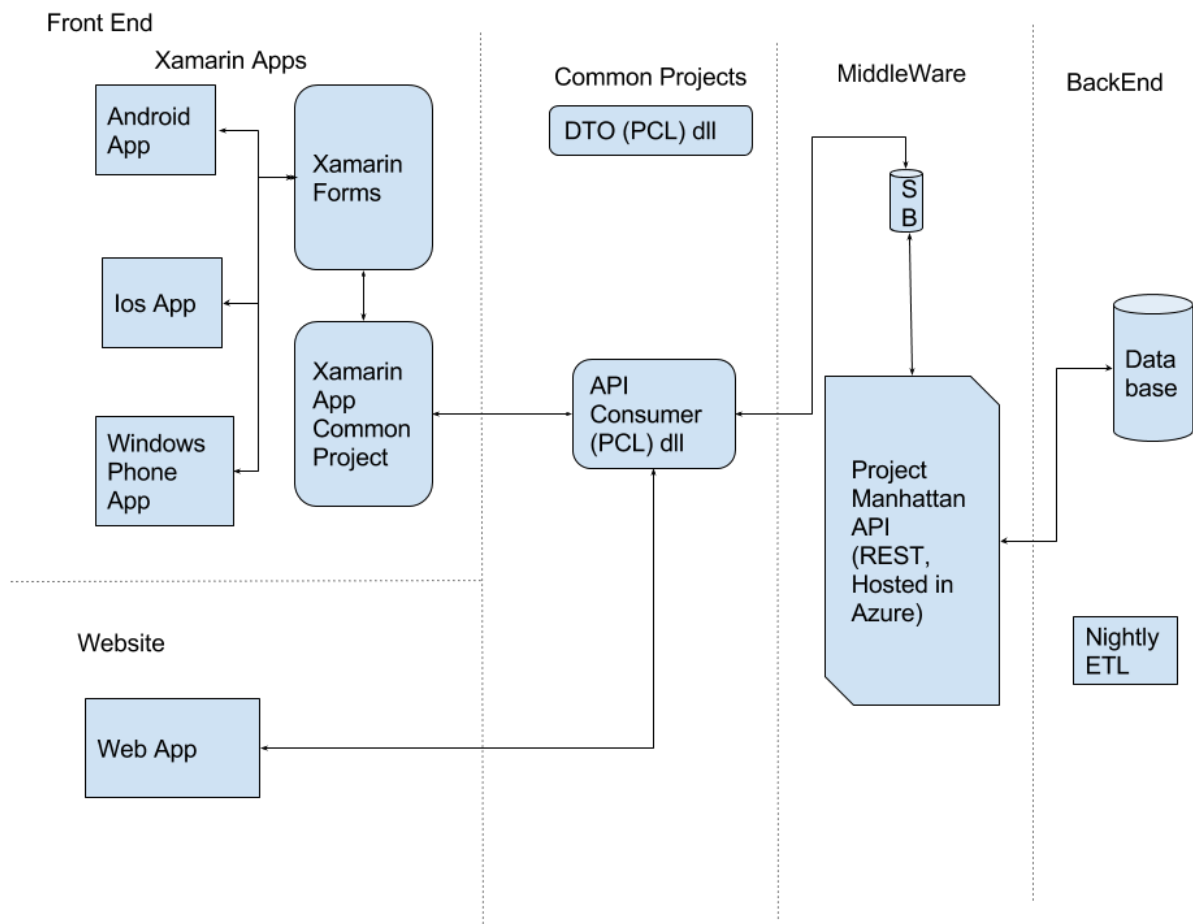 Front End
Xamarin Apps
Android
App
Xamarin
Forms
Ios App
Xamarin
App
Common
Project
Windows
Phone
App
Website
Web App
Common Projects
DTO (PCL) dll
API
Consumer
(PCL) dll
MiddleWare
S
B
Project
Manhattan
API
(REST,
Hosted in
Azure)
BackEnd
Data
base
Nightly
ETL